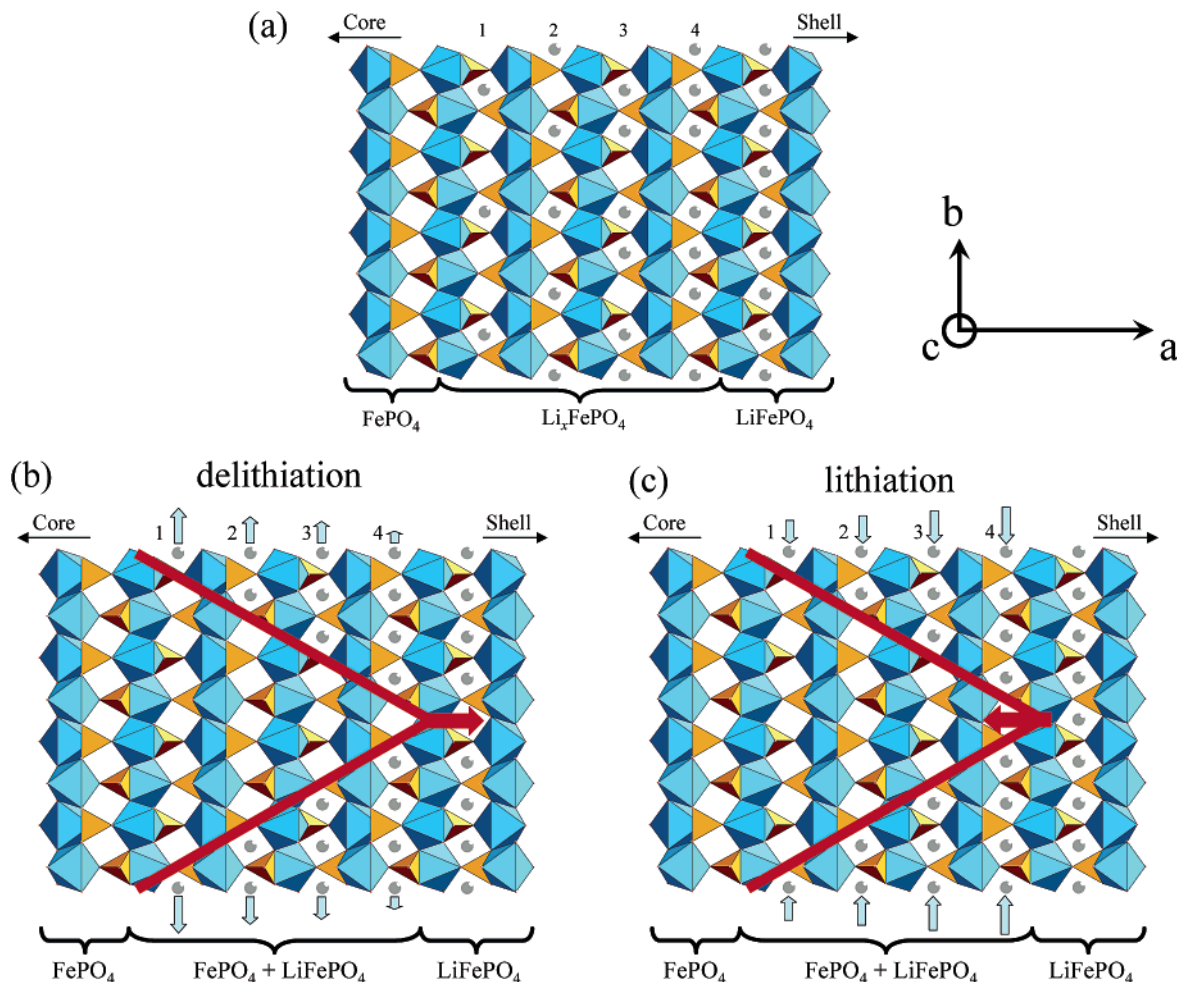 (a)
Core 1 2 3 4 Shell
FePO₄ LiₓFePO₄ LiFePO₄
b
c a
(b) delithiation
Core 1 2 3 4 Shell
FePO₄ FePO₄ + LiFePO₄ LiFePO₄
(c) lithiation
Core 1 2 3 4 Shell
FePO₄ FePO₄ + LiFePO₄ LiFePO₄